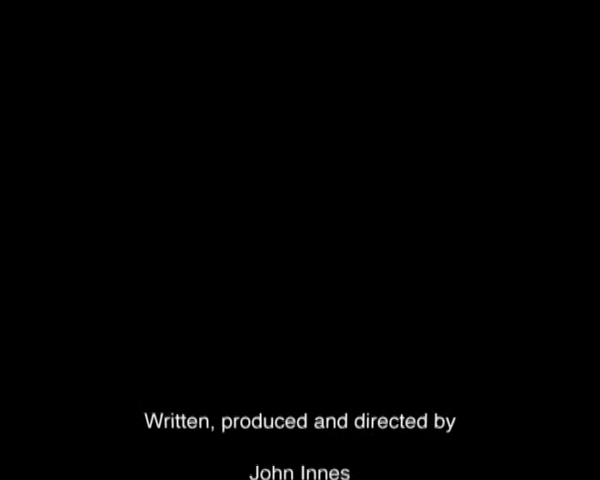 Written, produced and directed by
John Innes